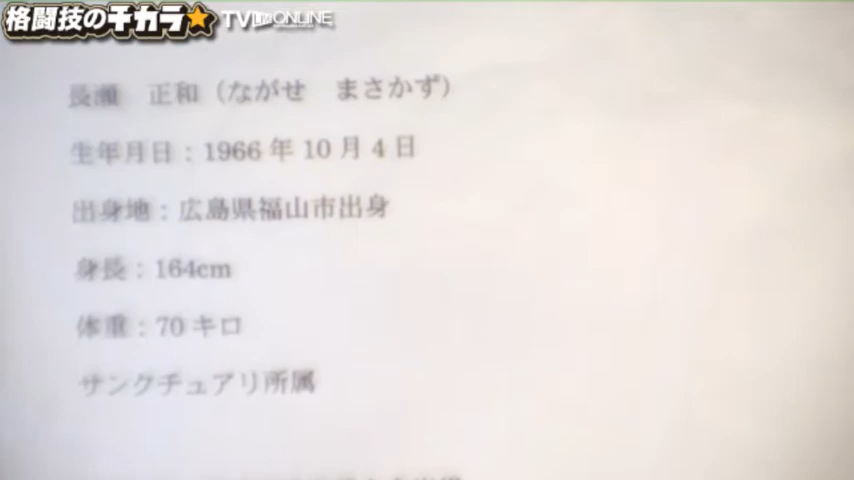 格闘技のチカラ TV LIVE ONLINE
長瀬　正和（ながせ　まさかず）
生年月日：1966年10月4日
出身地：広島県福山市出身
身長：164cm
体重：70キロ
サンクチュアリ所属